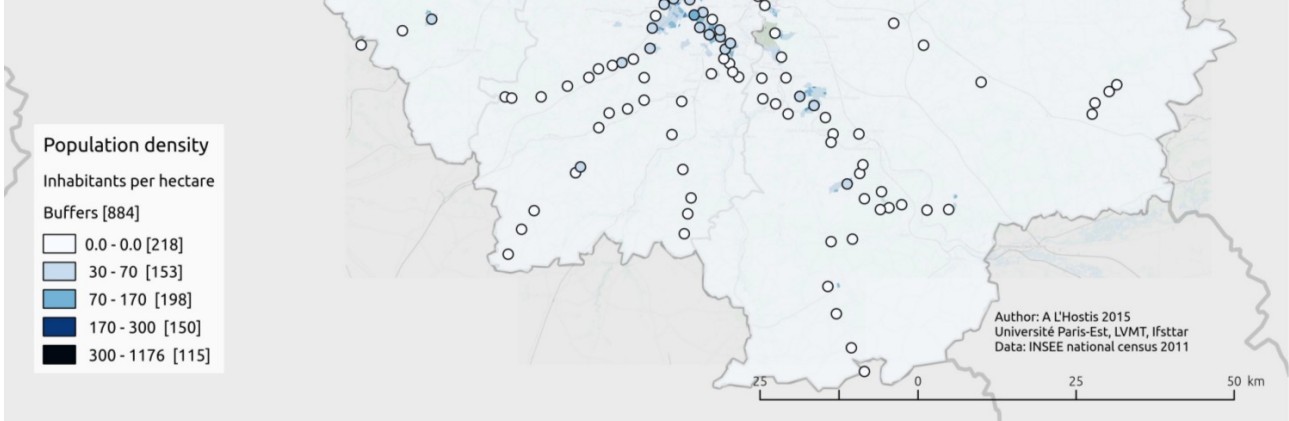 Population density
Inhabitants per hectare
Buffers [884]
0.0 - 0.0 [218]
30 - 70 [153]
70 - 170 [198]
170 - 300 [150]
300 - 1176 [115]
Author: A L'Hostis 2015
Université Paris-Est, LVMT, Ifsttar
Data: INSEE national census 2011
25 0 25 50 km